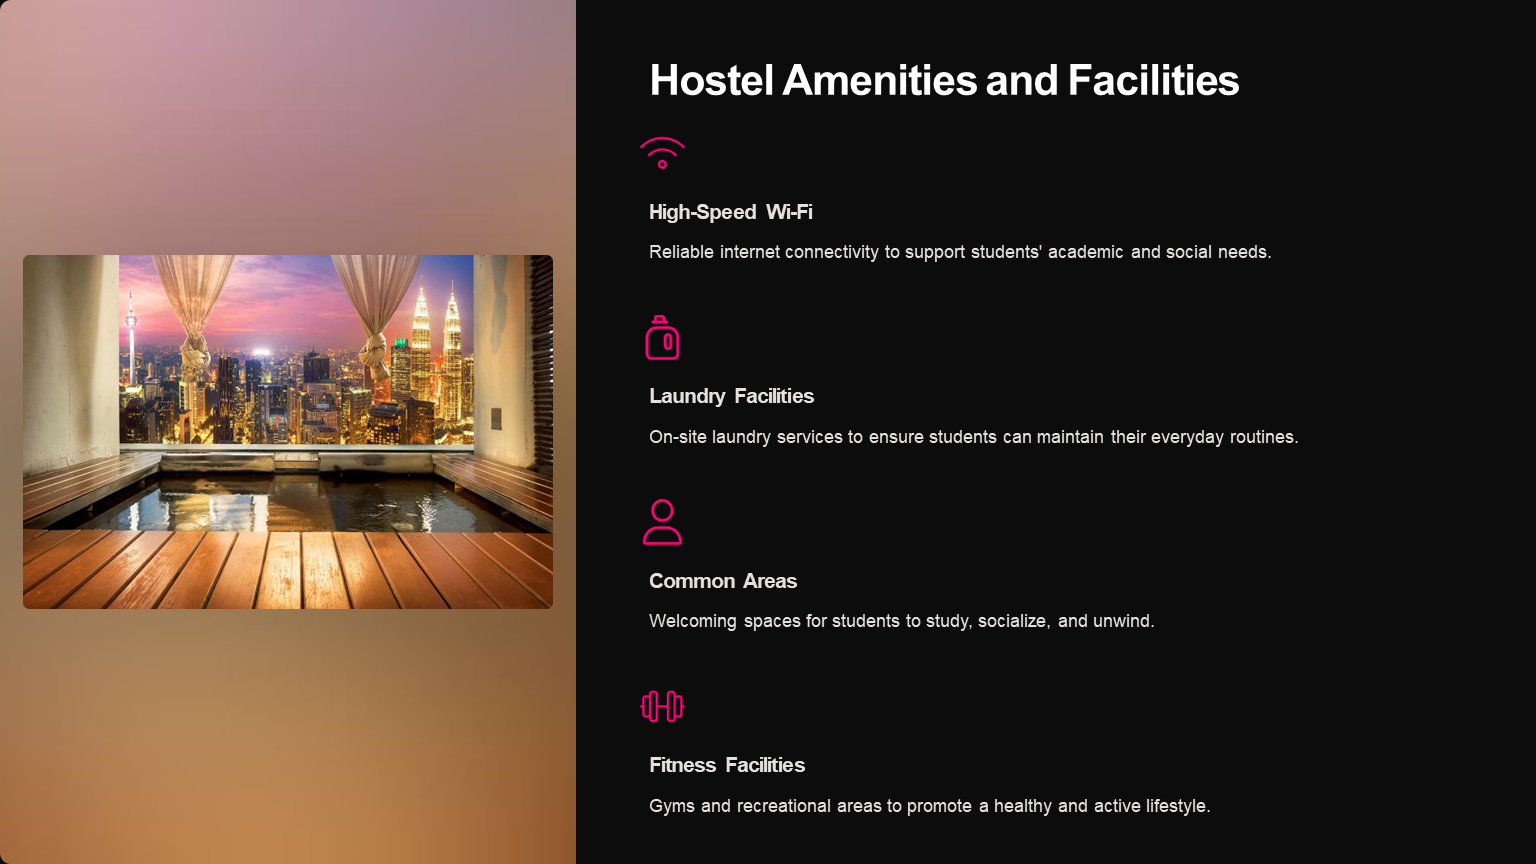 Hostel Amenities and Facilities
High-Speed Wi-Fi
Reliable internet connectivity to support students' academic and social needs.
Laundry Facilities
On-site laundry services to ensure students can maintain their everyday routines.
Common Areas
Welcoming spaces for students to study, socialize, and unwind.
Fitness Facilities
Gyms and recreational areas to promote a healthy and active lifestyle.